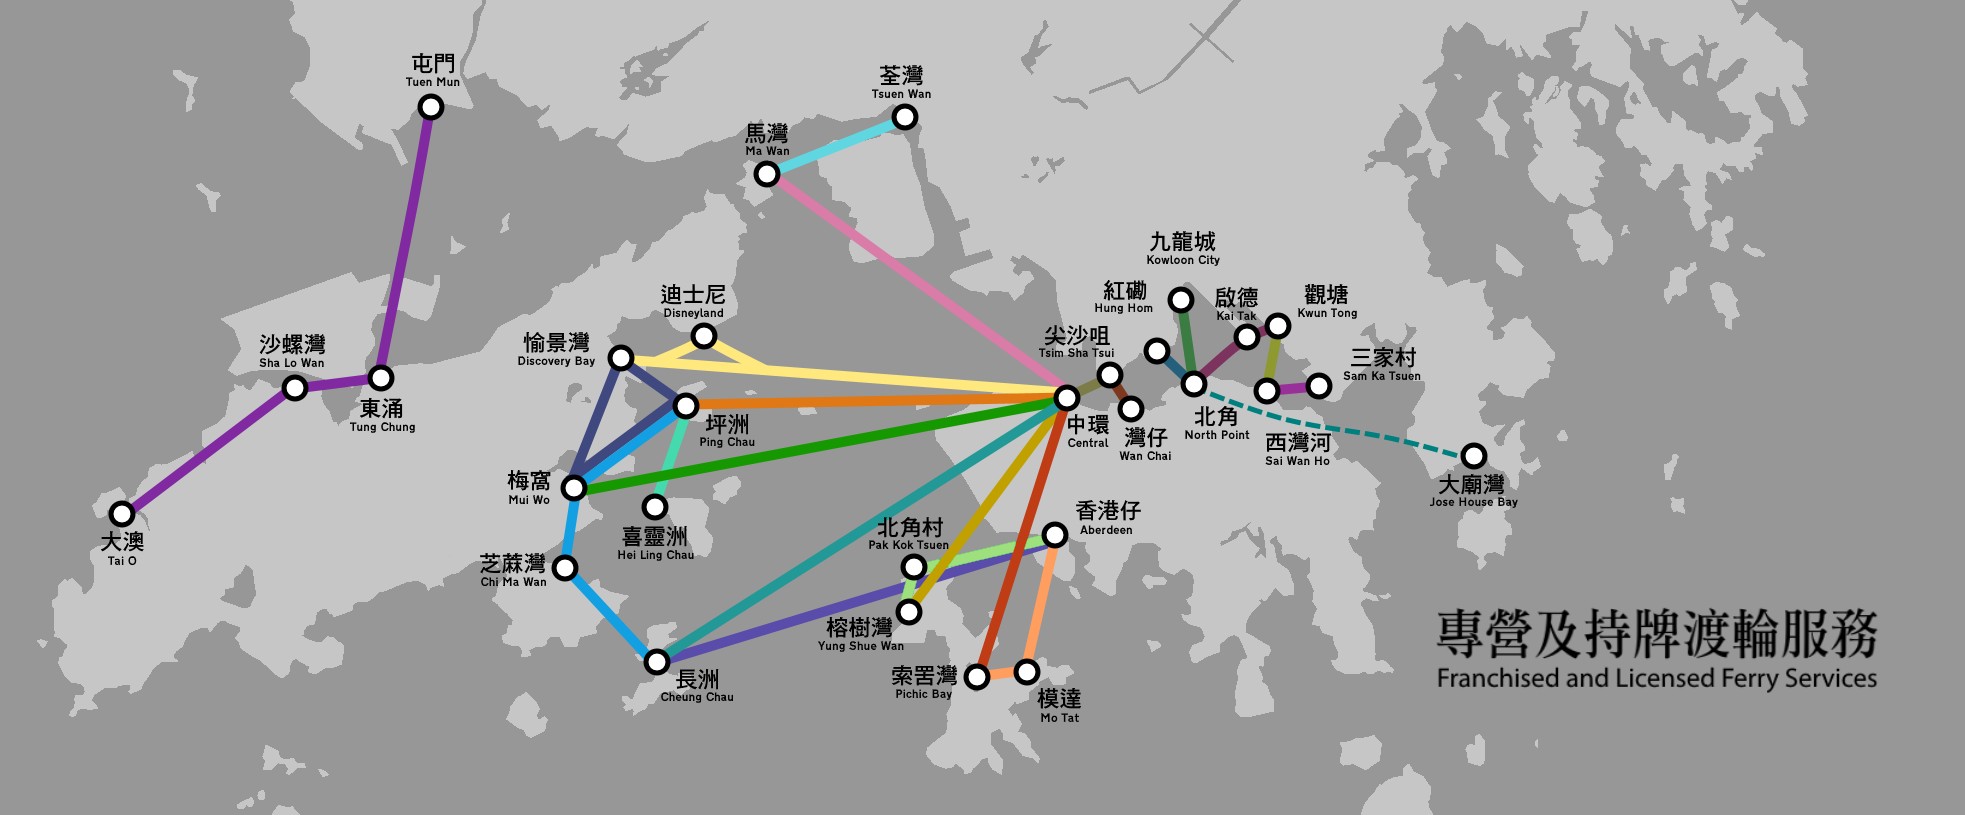 屯門
Tuen Mun
荃灣
Tsuen Wan
馬灣
Ma Wan
九龍城
Kowloon City
紅磡
Hung Hom
啟德
Kai Tak
觀塘
Kwun Tong
迪士尼
Disneyland
愉景灣
Discovery Bay
沙螺灣
Sha Lo Wan
尖沙咀
Tsim Sha Tsui
三家村
Sam Ka Tsuen
東涌
Tung Chung
坪洲
Ping Chau
中環
Central
灣仔
Wan Chai
北角
North Point
西灣河
Sai Wan Ho
梅窩
Mui Wo
大廟灣
Jose House Bay
大澳
Tai O
喜靈洲
Hei Ling Chau
北角村
Pak Kok Tsuen
香港仔
Aberdeen
芝蔴灣
Chi Ma Wan
榕樹灣
Yung Shue Wan
長洲
Cheung Chau
索罟灣
Pichic Bay
模達
Mo Tat
專營及持牌渡輪服務
Franchised and Licensed Ferry Services